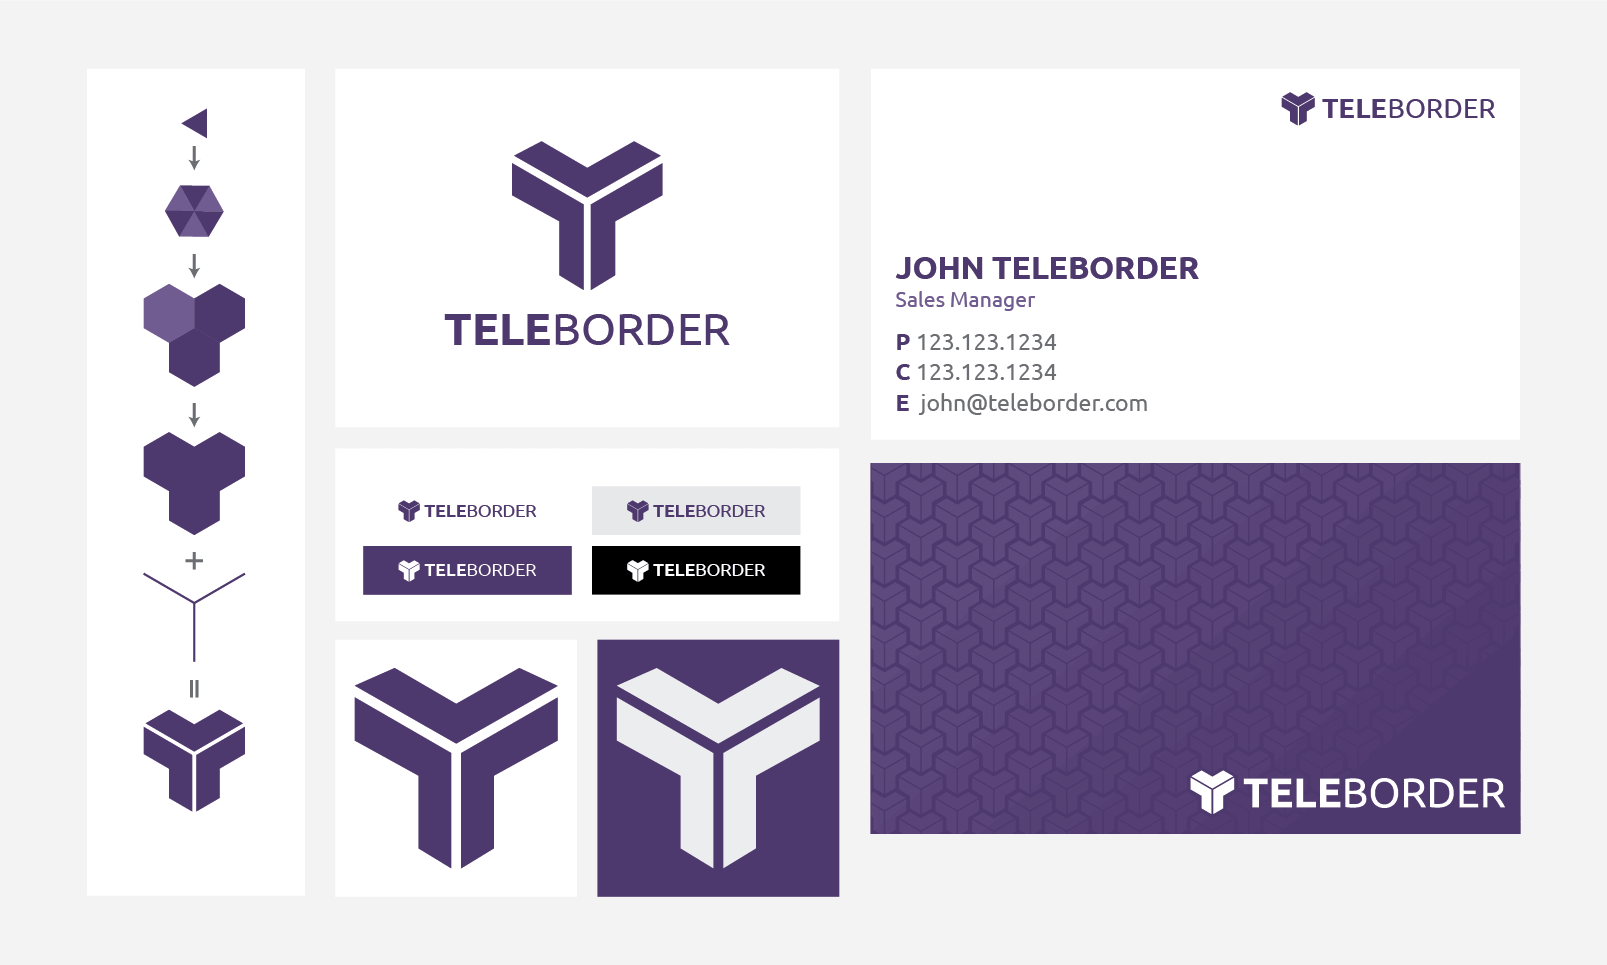 TELEBORDER
TELEBORDER
TELEBORDER
TELEBORDER
TELEBORDER
TELEBORDER
JOHN TELEBORDER
Sales Manager
P 123.123.1234
C 123.123.1234
E john@teleborder.com
TELEBORDER